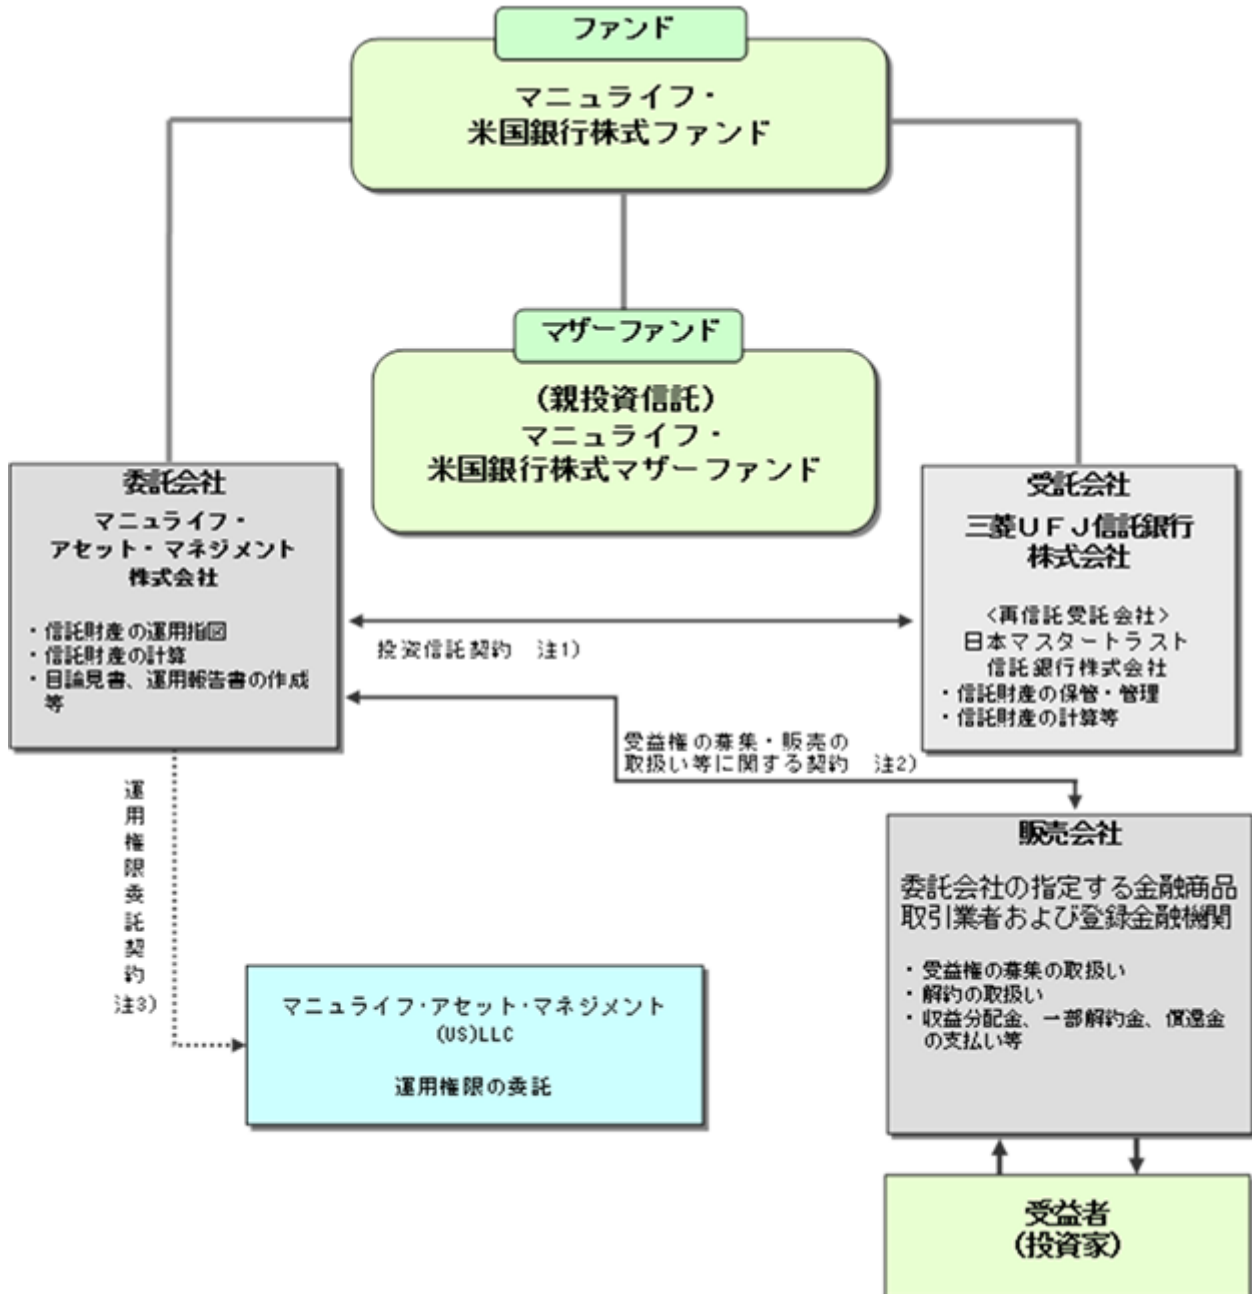 ファンド
マニュライフ・
米国銀行株式ファンド
マザーファンド
(親投資信託)
マニュライフ・
米国銀行株式マザーファンド
委託会社
マニュライフ・
アセット・マネジメント
株式会社
・信託財産の運用指図
・信託財産の計算
・目論見書、運用報告書の作成
等
受託会社
三菱UFJ信託銀行
株式会社
<再信託受託会社>
日本マスタートラスト
信託銀行株式会社
・信託財産の保管・管理
・信託財産の計算等
投資信託契約 注1)
受益権の募集・販売の
取扱い等に関する契約 注2)
運用権限委託契約
注3)
マニュライフ・アセット・マネジメント
(US)LLC
運用権限の委託
販売会社
委託会社の指定する金融商品
取引業者および登録金融機関
・受益権の募集の取扱い
・解約の取扱い
・収益分配金、一部解約金、償還金
の支払い等
受益者
(投資家)